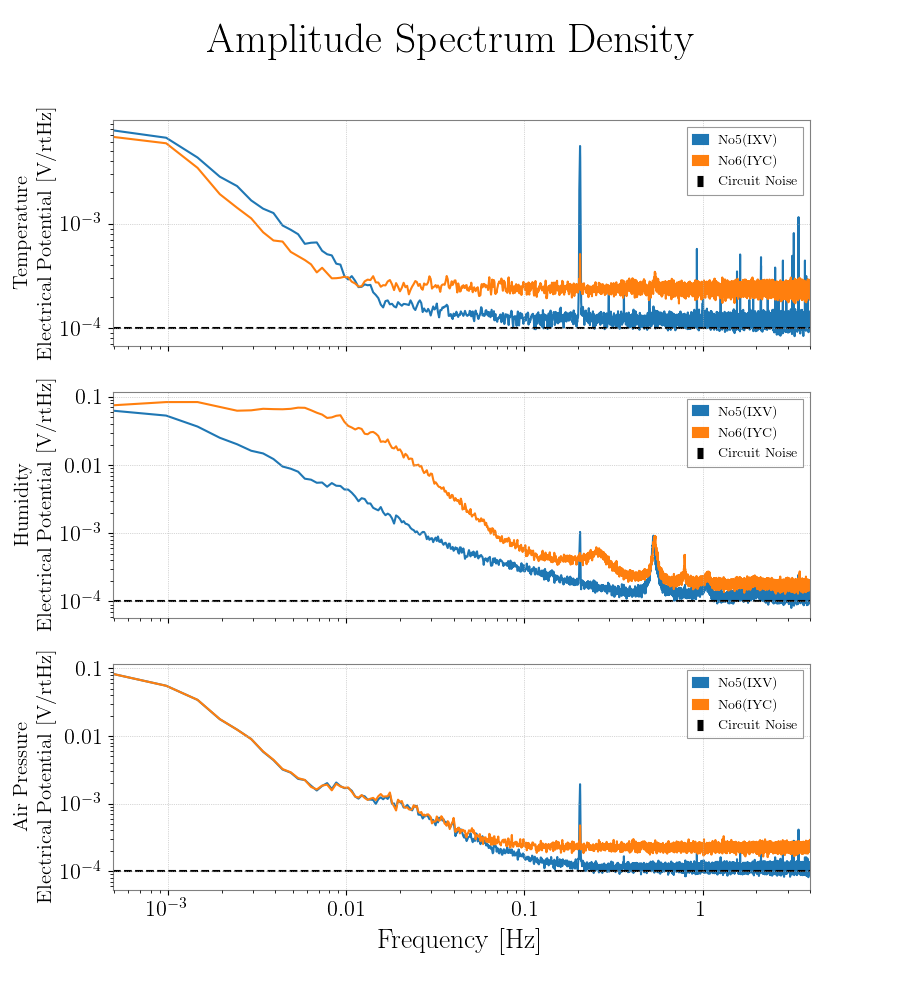 Amplitude Spectrum Density
Temperature
Electrical Potential [V/rtHz]
10⁻³
10⁻⁴
No5(IXV)
No6(IYC)
Circuit Noise
Humidity
Electrical Potential [V/rtHz]
0.1
0.01
10⁻³
10⁻⁴
No5(IXV)
No6(IYC)
Circuit Noise
Air Pressure
Electrical Potential [V/rtHz]
0.1
0.01
10⁻³
10⁻⁴
No5(IXV)
No6(IYC)
Circuit Noise
10⁻³ 0.01 0.1 1
Frequency [Hz]